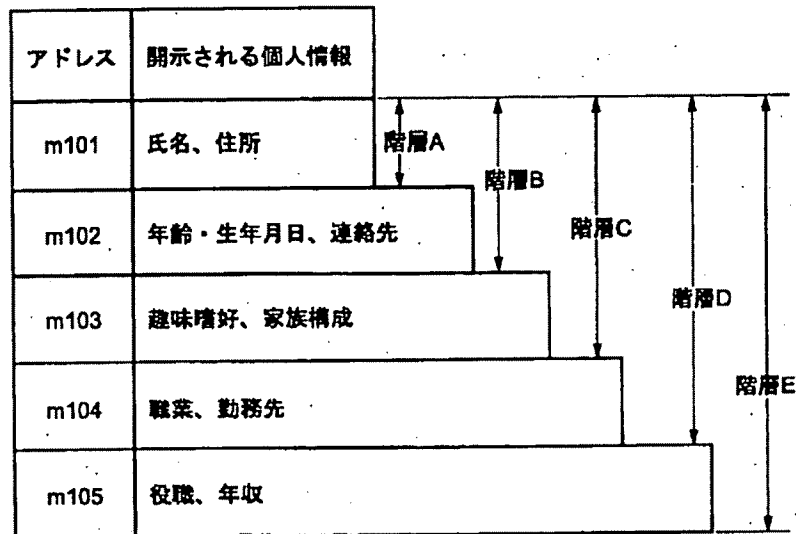 アドレス 開示される個人情報
m101 氏名、住所 階層A
階層B
m102 年齢・生年月日、連絡先 階層C
m103 趣味嗜好、家族構成 階層D
階層E
m104 職業、勤務先
m105 役職、年収